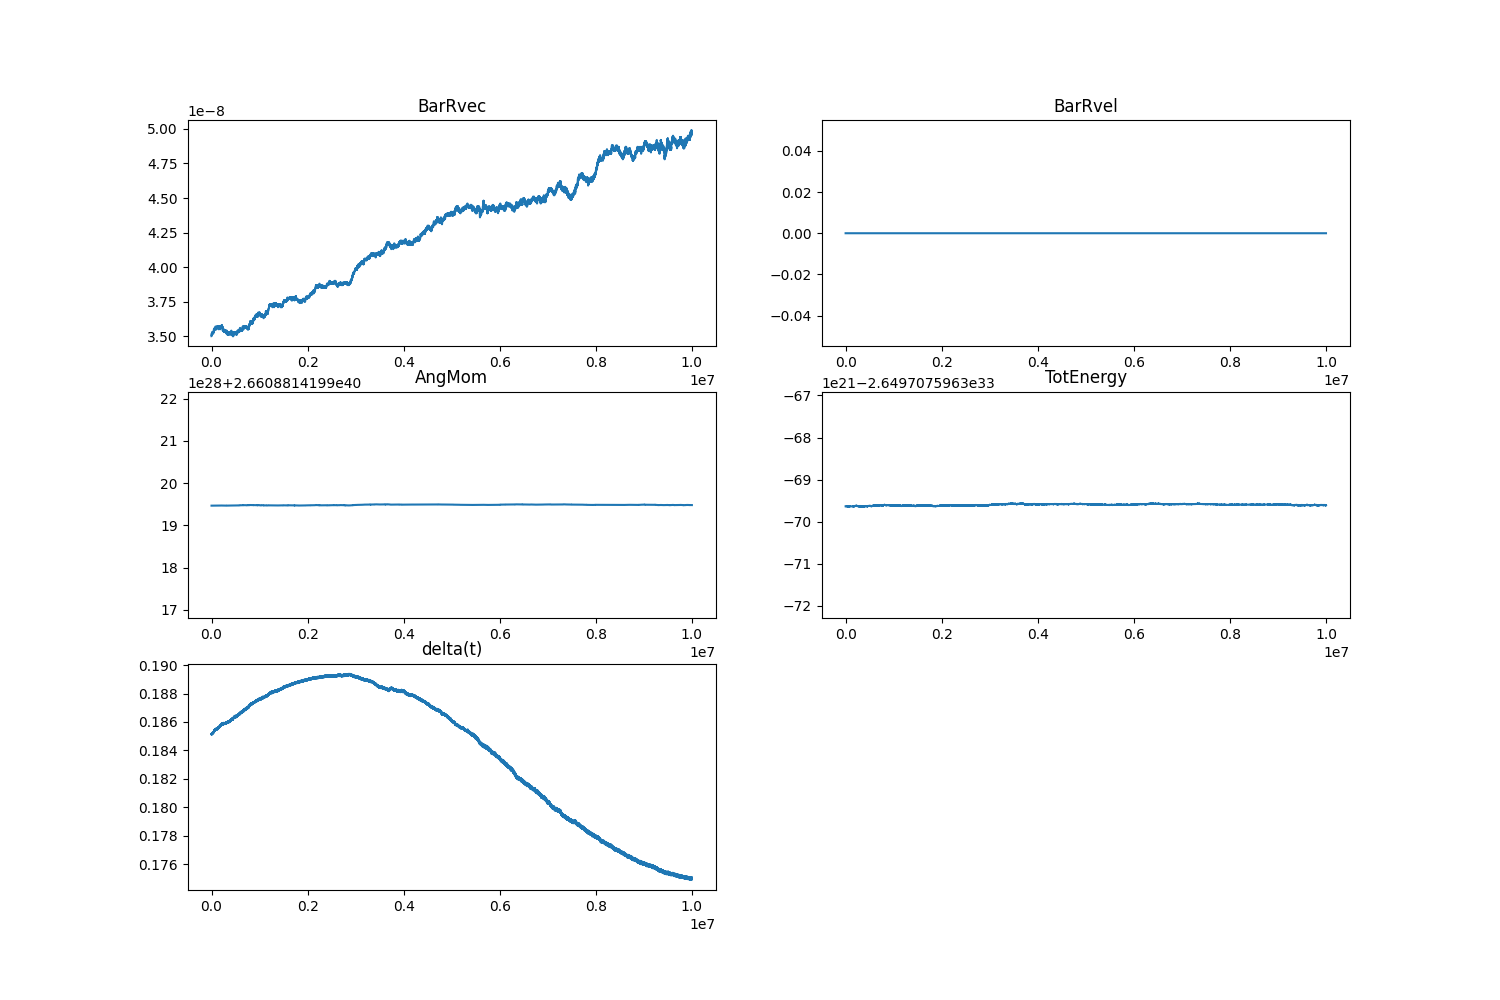 BarRvec
1e−8
5.00
4.75
4.50
4.25
4.00
3.75
3.50
0.0 0.2 0.4 0.6 0.8 1.0
1e7
BarRvel
0.04
0.02
0.00
−0.02
−0.04
0.0 0.2 0.4 0.6 0.8 1.0
1e7
AngMom
1e28+2.6608814199e40
22
21
20
19
18
17
0.0 0.2 0.4 0.6 0.8 1.0
1e7
TotEnergy
1e21−2.6497075963e33
−67
−68
−69
−70
−71
−72
0.0 0.2 0.4 0.6 0.8 1.0
1e7
delta(t)
0.190
0.188
0.186
0.184
0.182
0.180
0.178
0.176
0.0 0.2 0.4 0.6 0.8 1.0
1e7